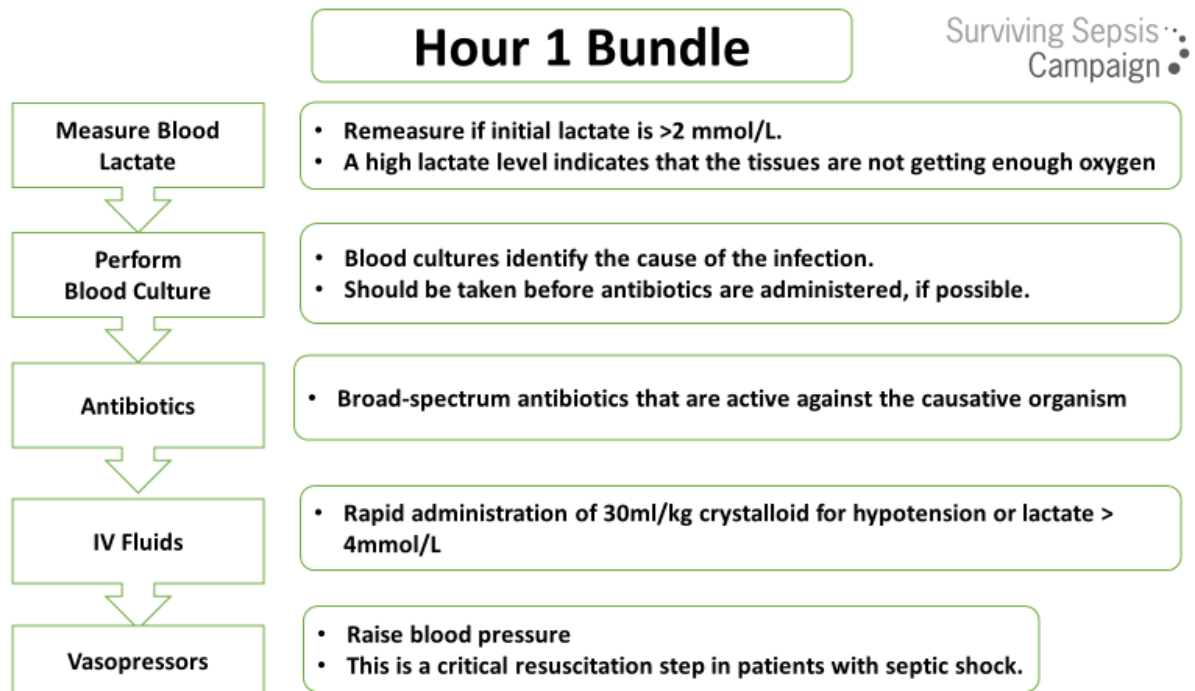 Hour 1 Bundle
Surviving Sepsis
Campaign
Measure Blood
Lactate
• Remeasure if initial lactate is >2 mmol/L.
• A high lactate level indicates that the tissues are not getting enough oxygen
Perform
Blood Culture
• Blood cultures identify the cause of the infection.
• Should be taken before antibiotics are administered, if possible.
Antibiotics
• Broad-spectrum antibiotics that are active against the causative organism
IV Fluids
• Rapid administration of 30ml/kg crystalloid for hypotension or lactate >
4mmol/L
Vasopressors
• Raise blood pressure
• This is a critical resuscitation step in patients with septic shock.